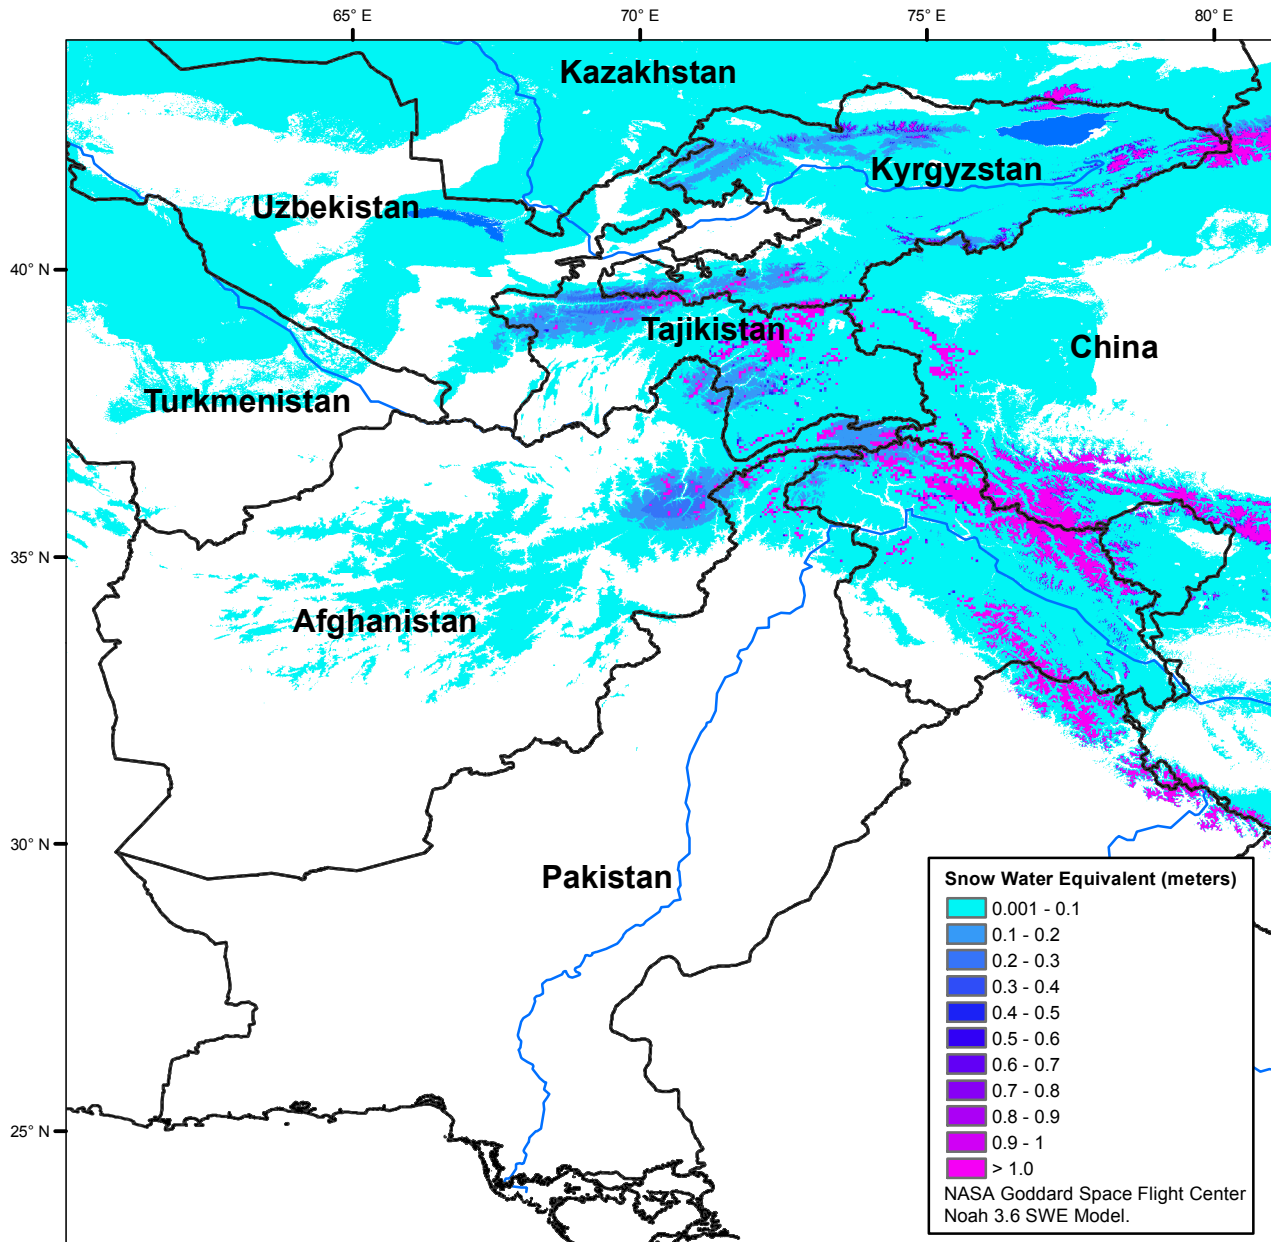 65° E
70° E
75° E
80° E
Kazakhstan
Kyrgyzstan
Uzbekistan
40° N
Tajikistan
China
Turkmenistan
35° N
Afghanistan
30° N
Pakistan
25° N
Snow Water Equivalent (meters)
0.001 - 0.1
0.1 - 0.2
0.2 - 0.3
0.3 - 0.4
0.4 - 0.5
0.5 - 0.6
0.6 - 0.7
0.7 - 0.8
0.8 - 0.9
0.9 - 1
> 1.0
NASA Goddard Space Flight Center
Noah 3.6 SWE Model.